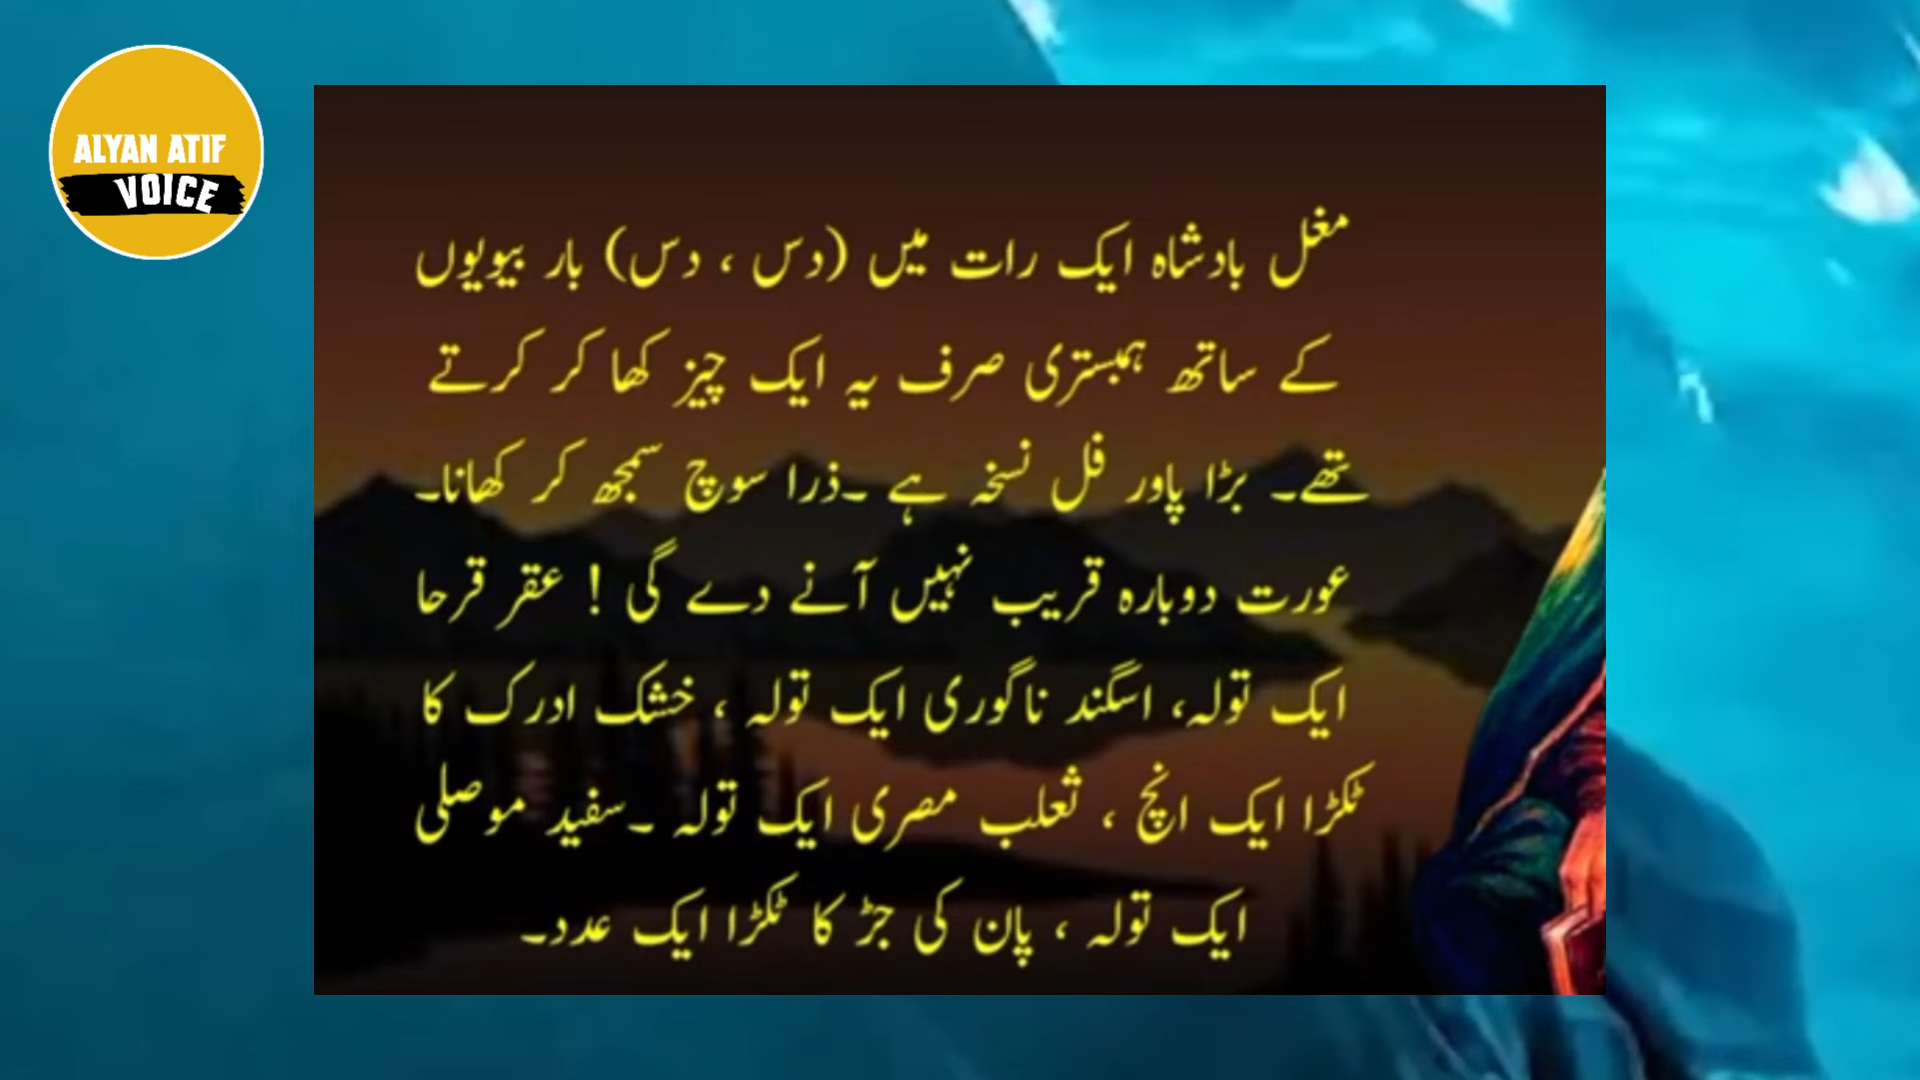 ALYAN ATIF
VOICE
مغل بادشاہ ایک رات میں (دس ، دس) بار بیویوں
کے ساتھ ہمبستری صرف یہ ایک چیز کھا کر کرتے
تھے۔ بڑا پاور فل نسخہ ہے ۔ذرا سوچ سمجھ کر کھانا۔
عورت دوبارہ قریب نہیں آنے دے گی ! عقر قرحا
ایک تولہ، اسگند ناگوری ایک تولہ ، خشک ادرک کا
ٹکڑا ایک انچ ، ثعلب مصری ایک تولہ ۔سفید موصلی
ایک تولہ ، پان کی جڑ کا ٹکڑا ایک عدد۔